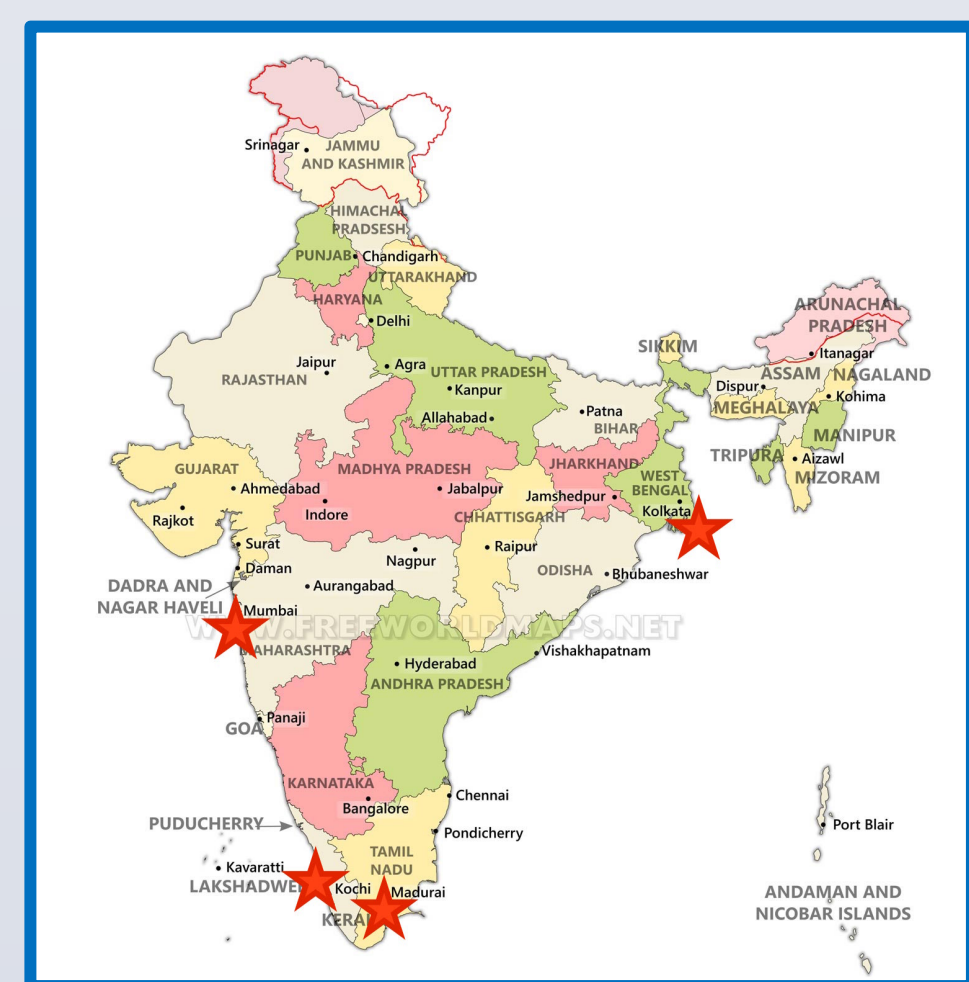 Srinagar
JAMMU
AND KASHMIR
HIMACHAL
PRADSESH
PUNJAB
Chandigarh
UTTARAKHAND
HARYANA
Delhi
ARUNACHAL
PRADESH
SIKKIM
Itanagar
Jaipur
Agra
UTTAR PRADESH
RAJASTHAN
Kanpur
ASSAM
NAGALAND
Dispur
Kohima
Allahabad
Patna
BIHAR
MEGHALAYA
MANIPUR
TRIPURA
Aizawl
MIZORAM
GUJARAT
MADHYA PRADESH
JHARKHAND
WEST
BENGAL
Ahmedabad
Jabalpur
Jamshedpur
Kolkata
Rajkot
Indore
CHHATTISGARH
Surat
Nagpur
Raipur
Daman
ODISHA
Bhubaneshwar
DADRA AND
NAGAR HAVELI
Aurangabad
Mumbai
WWW.FREEWORLDMAPS.NET
MAHARASHTRA
Vishakhapatnam
Hyderabad
ANDHRA PRADESH
Panaji
GOA
KARNATAKA
Bangalore
Chennai
PUDUCHERRY
Pondicherry
Port Blair
TAMIL
NADU
Kavaratti
LAKSHADWE
Kochi
Madurai
KERA
ANDAMAN AND
NICOBAR ISLANDS